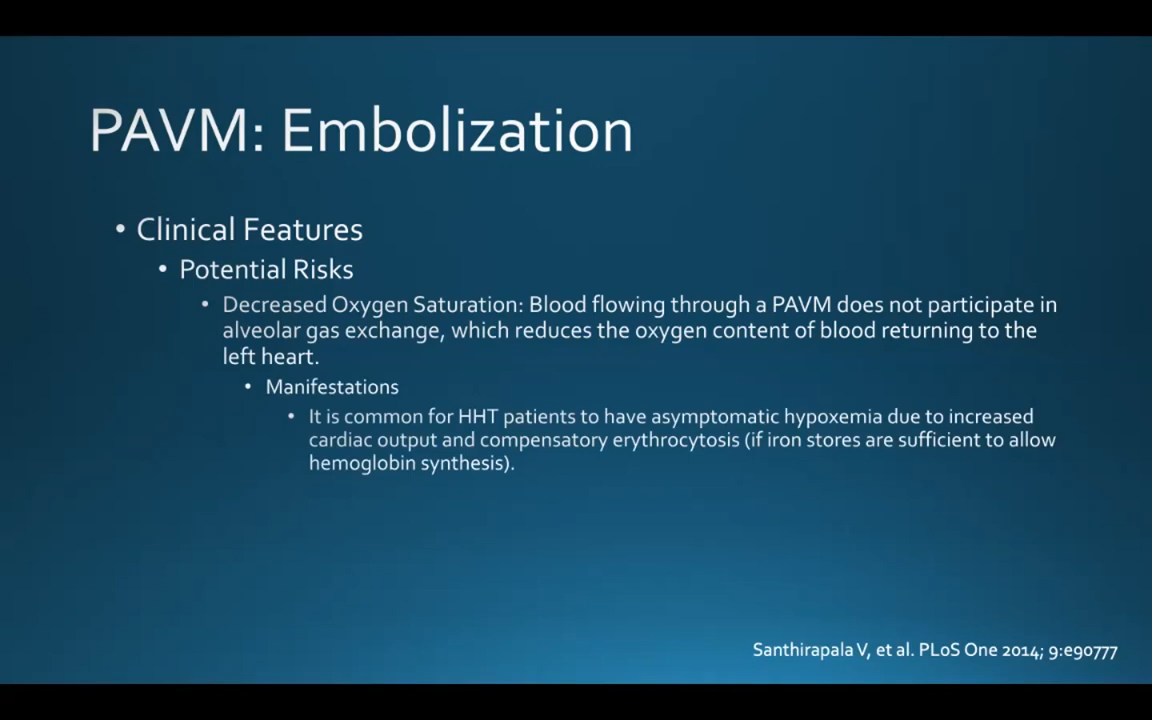 PAVM: Embolization
• Clinical Features
• Potential Risks
• Decreased Oxygen Saturation: Blood flowing through a PAVM does not participate in
alveolar gas exchange, which reduces the oxygen content of blood returning to the
left heart.
• Manifestations
• It is common for HHT patients to have asymptomatic hypoxemia due to increased
cardiac output and compensatory erythrocytosis (if iron stores are sufficient to allow
hemoglobin synthesis).
Santhirapala V, et al. PLoS One 2014; 9:e90777